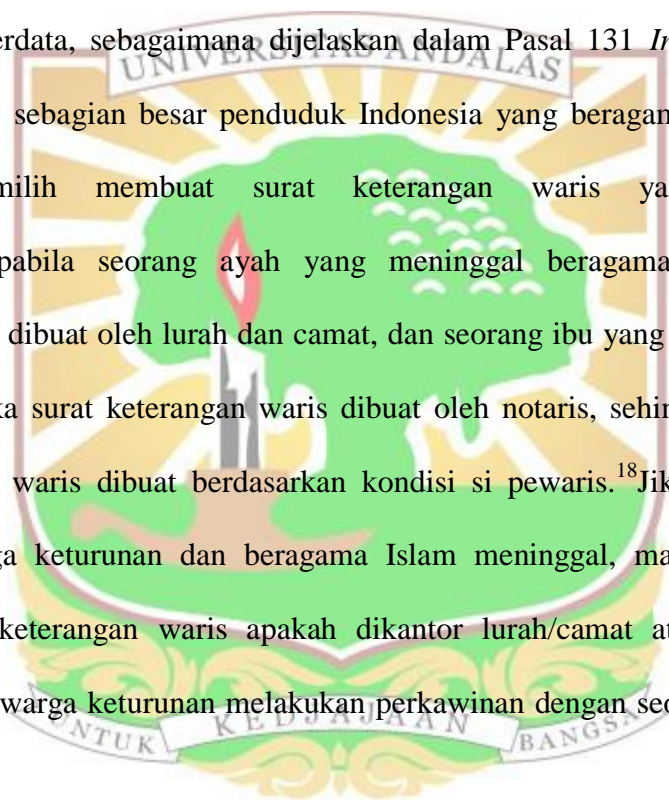 erdata, sebagaimana dijelaskan dalam Pasal 131 In
UNIVERSITAS ANDALAS
sebagian besar penduduk Indonesia yang beragam
milih membuat surat keterangan waris ya
pabila seorang ayah yang meninggal beragama
dibuat oleh lurah dan camat, dan seorang ibu yang
ka surat keterangan waris dibuat oleh notaris, sehin
waris dibuat berdasarkan kondisi si pewaris.18Jik
ga keturunan dan beragama Islam meninggal, ma
keterangan waris apakah dikantor lurah/camat at
warga keturunan melakukan perkawinan dengan seo
UNTUK KEDJAJAAN BANGSA